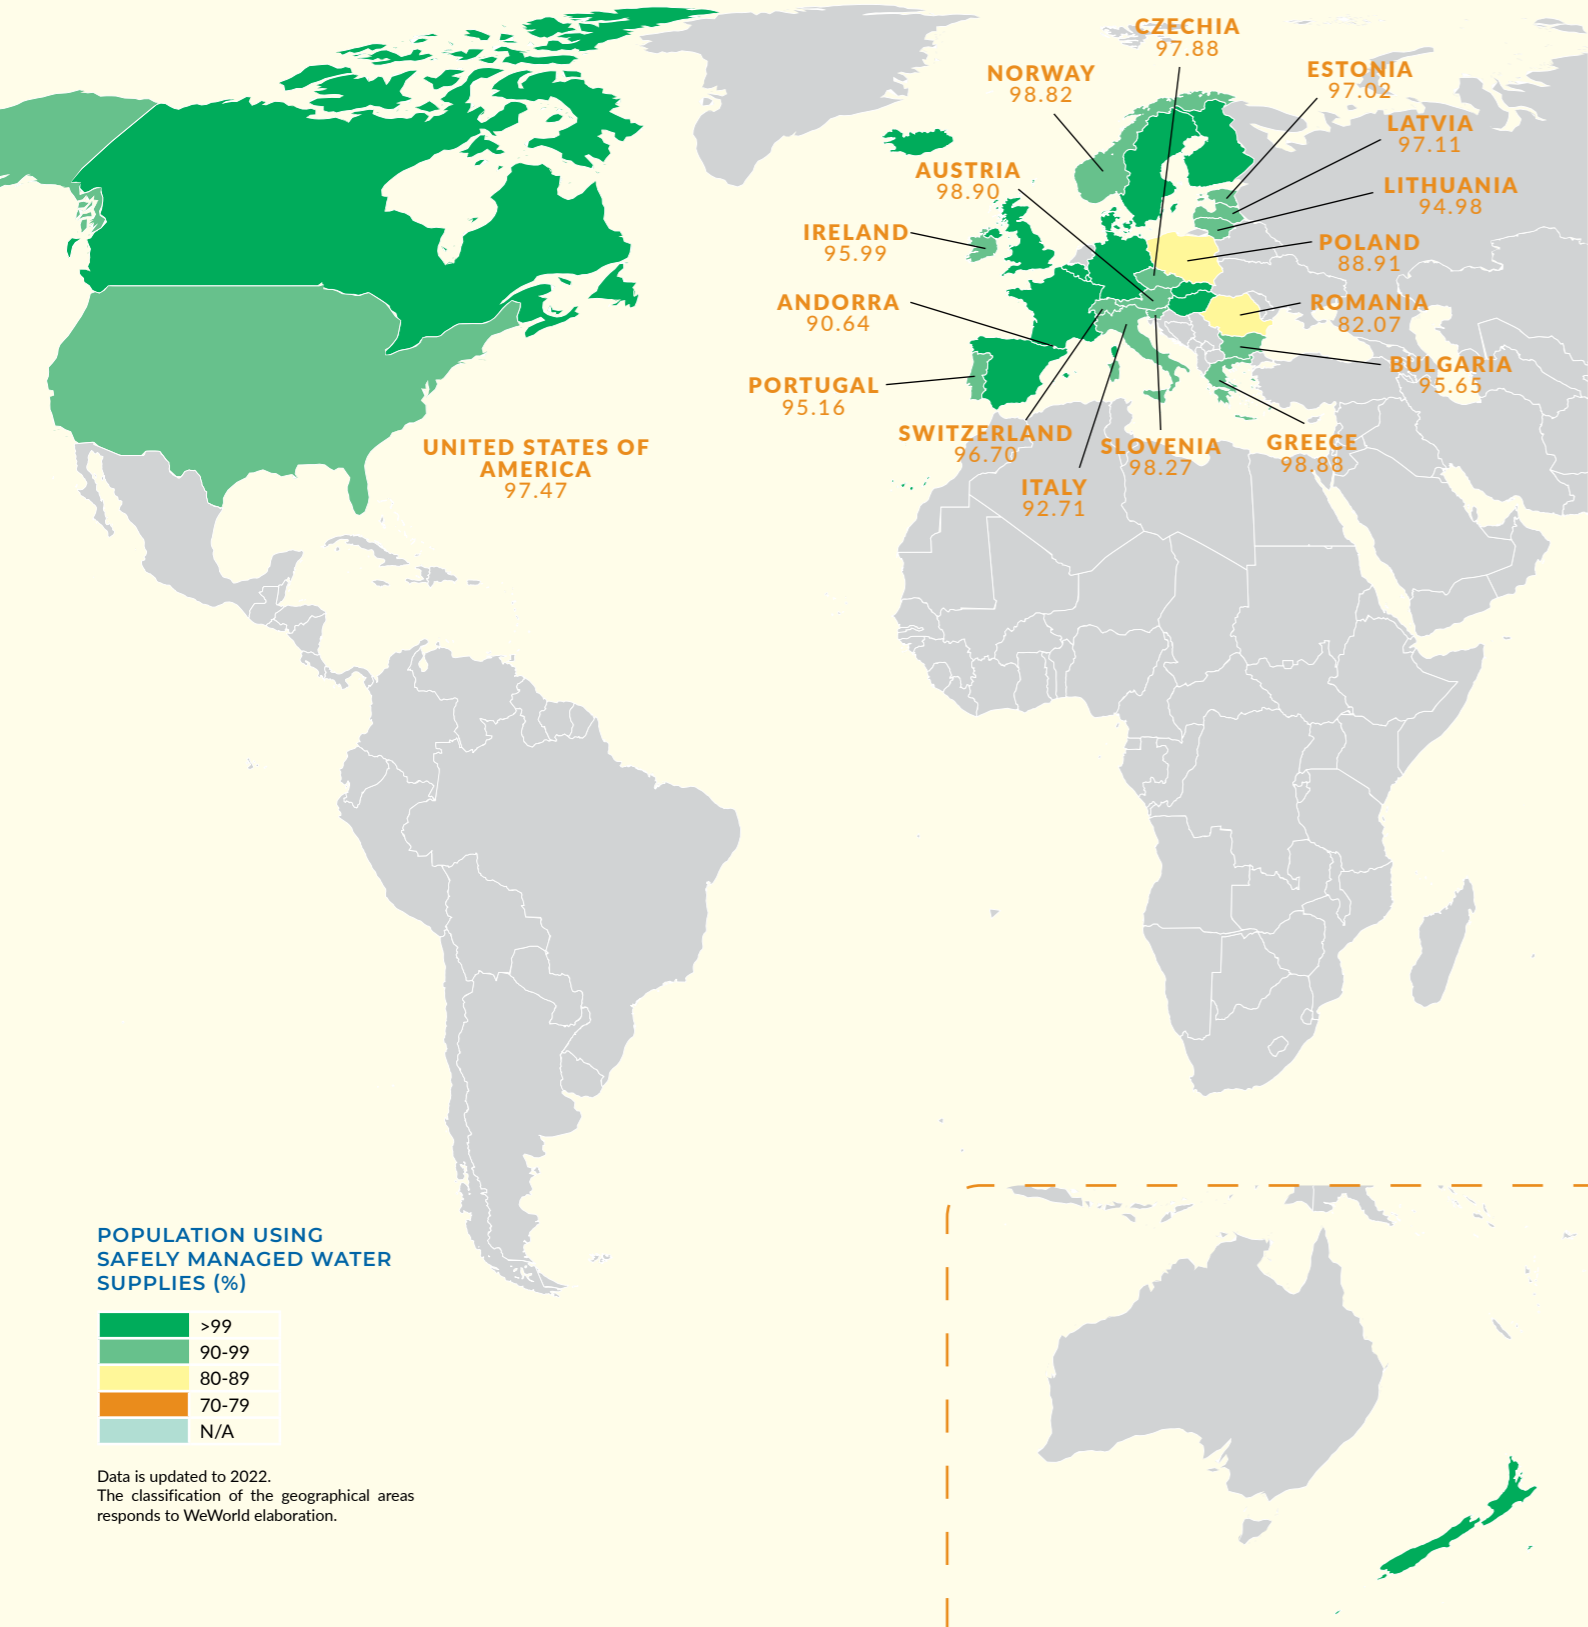 CZECHIA
97.88
NORWAY
98.82
ESTONIA
97.02
LATVIA
97.11
AUSTRIA
98.90
LITHUANIA
94.98
IRELAND
95.99
POLAND
88.91
ANDORRA
90.64
ROMANIA
82.07
BULGARIA
95.65
PORTUGAL
95.16
SWITZERLAND
96.70
SLOVENIA
98.27
GREECE
98.88
UNITED STATES OF
AMERICA
97.47
ITALY
92.71
POPULATION USING
SAFELY MANAGED WATER
SUPPLIES (%)
>99
90-99
80-89
70-79
N/A
Data is updated to 2022.
The classification of the geographical areas
responds to WeWorld elaboration.